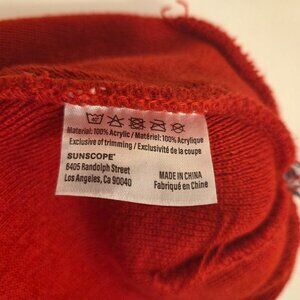 Material: 100% Acrylic / Matériel: 100% Acrylique
Exclusive of trimming / Exclusivité de la coupe
SUNSCOPE®
6405 Randolph Street
Los Angeles, Ca 90040
MADE IN CHINA
Fabriqué en Chine